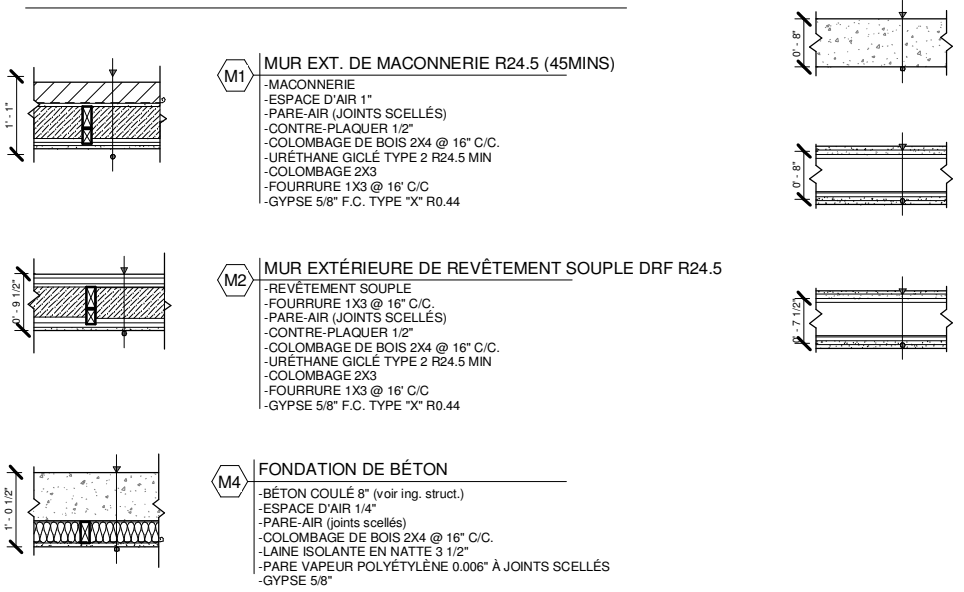 1' - 1"
M1
MUR EXT. DE MACONNERIE R24.5 (45MINS)
-MACONNERIE
-ESPACE D'AIR 1"
-PARE-AIR (JOINTS SCELLÉS)
-CONTRE-PLAQUER 1/2"
-COLOMBAGE DE BOIS 2X4 @ 16" C/C.
-URÉTHANE GICLÉ TYPE 2 R24.5 MIN
-COLOMBAGE 2X3
-FOURRURE 1X3 @ 16' C/C
-GYPSE 5/8" F.C. TYPE "X" R0.44
0' - 9 1/2"
M2
MUR EXTÉRIEURE DE REVÊTEMENT SOUPLE DRF R24.5
-REVÊTEMENT SOUPLE
-FOURRURE 1X3 @ 16" C/C.
-PARE-AIR (JOINTS SCELLÉS)
-CONTRE-PLAQUER 1/2"
-COLOMBAGE DE BOIS 2X4 @ 16" C/C.
-URÉTHANE GICLÉ TYPE 2 R24.5 MIN
-COLOMBAGE 2X3
-FOURRURE 1X3 @ 16' C/C
-GYPSE 5/8" F.C. TYPE "X" R0.44
1' - 0 1/2"
M4
FONDATION DE BÉTON
-BÉTON COULÉ 8" (voir ing. struct.)
-ESPACE D'AIR 1/4"
-PARE-AIR (joints scellés)
-COLOMBAGE DE BOIS 2X4 @ 16" C/C.
-LAINE ISOLANTE EN NATTE 3 1/2"
-PARE VAPEUR POLYÉTYLÈNE 0.006" À JOINTS SCELLÉS
-GYPSE 5/8"
0' - 8"
0' - 8"
0' - 7 1/2"